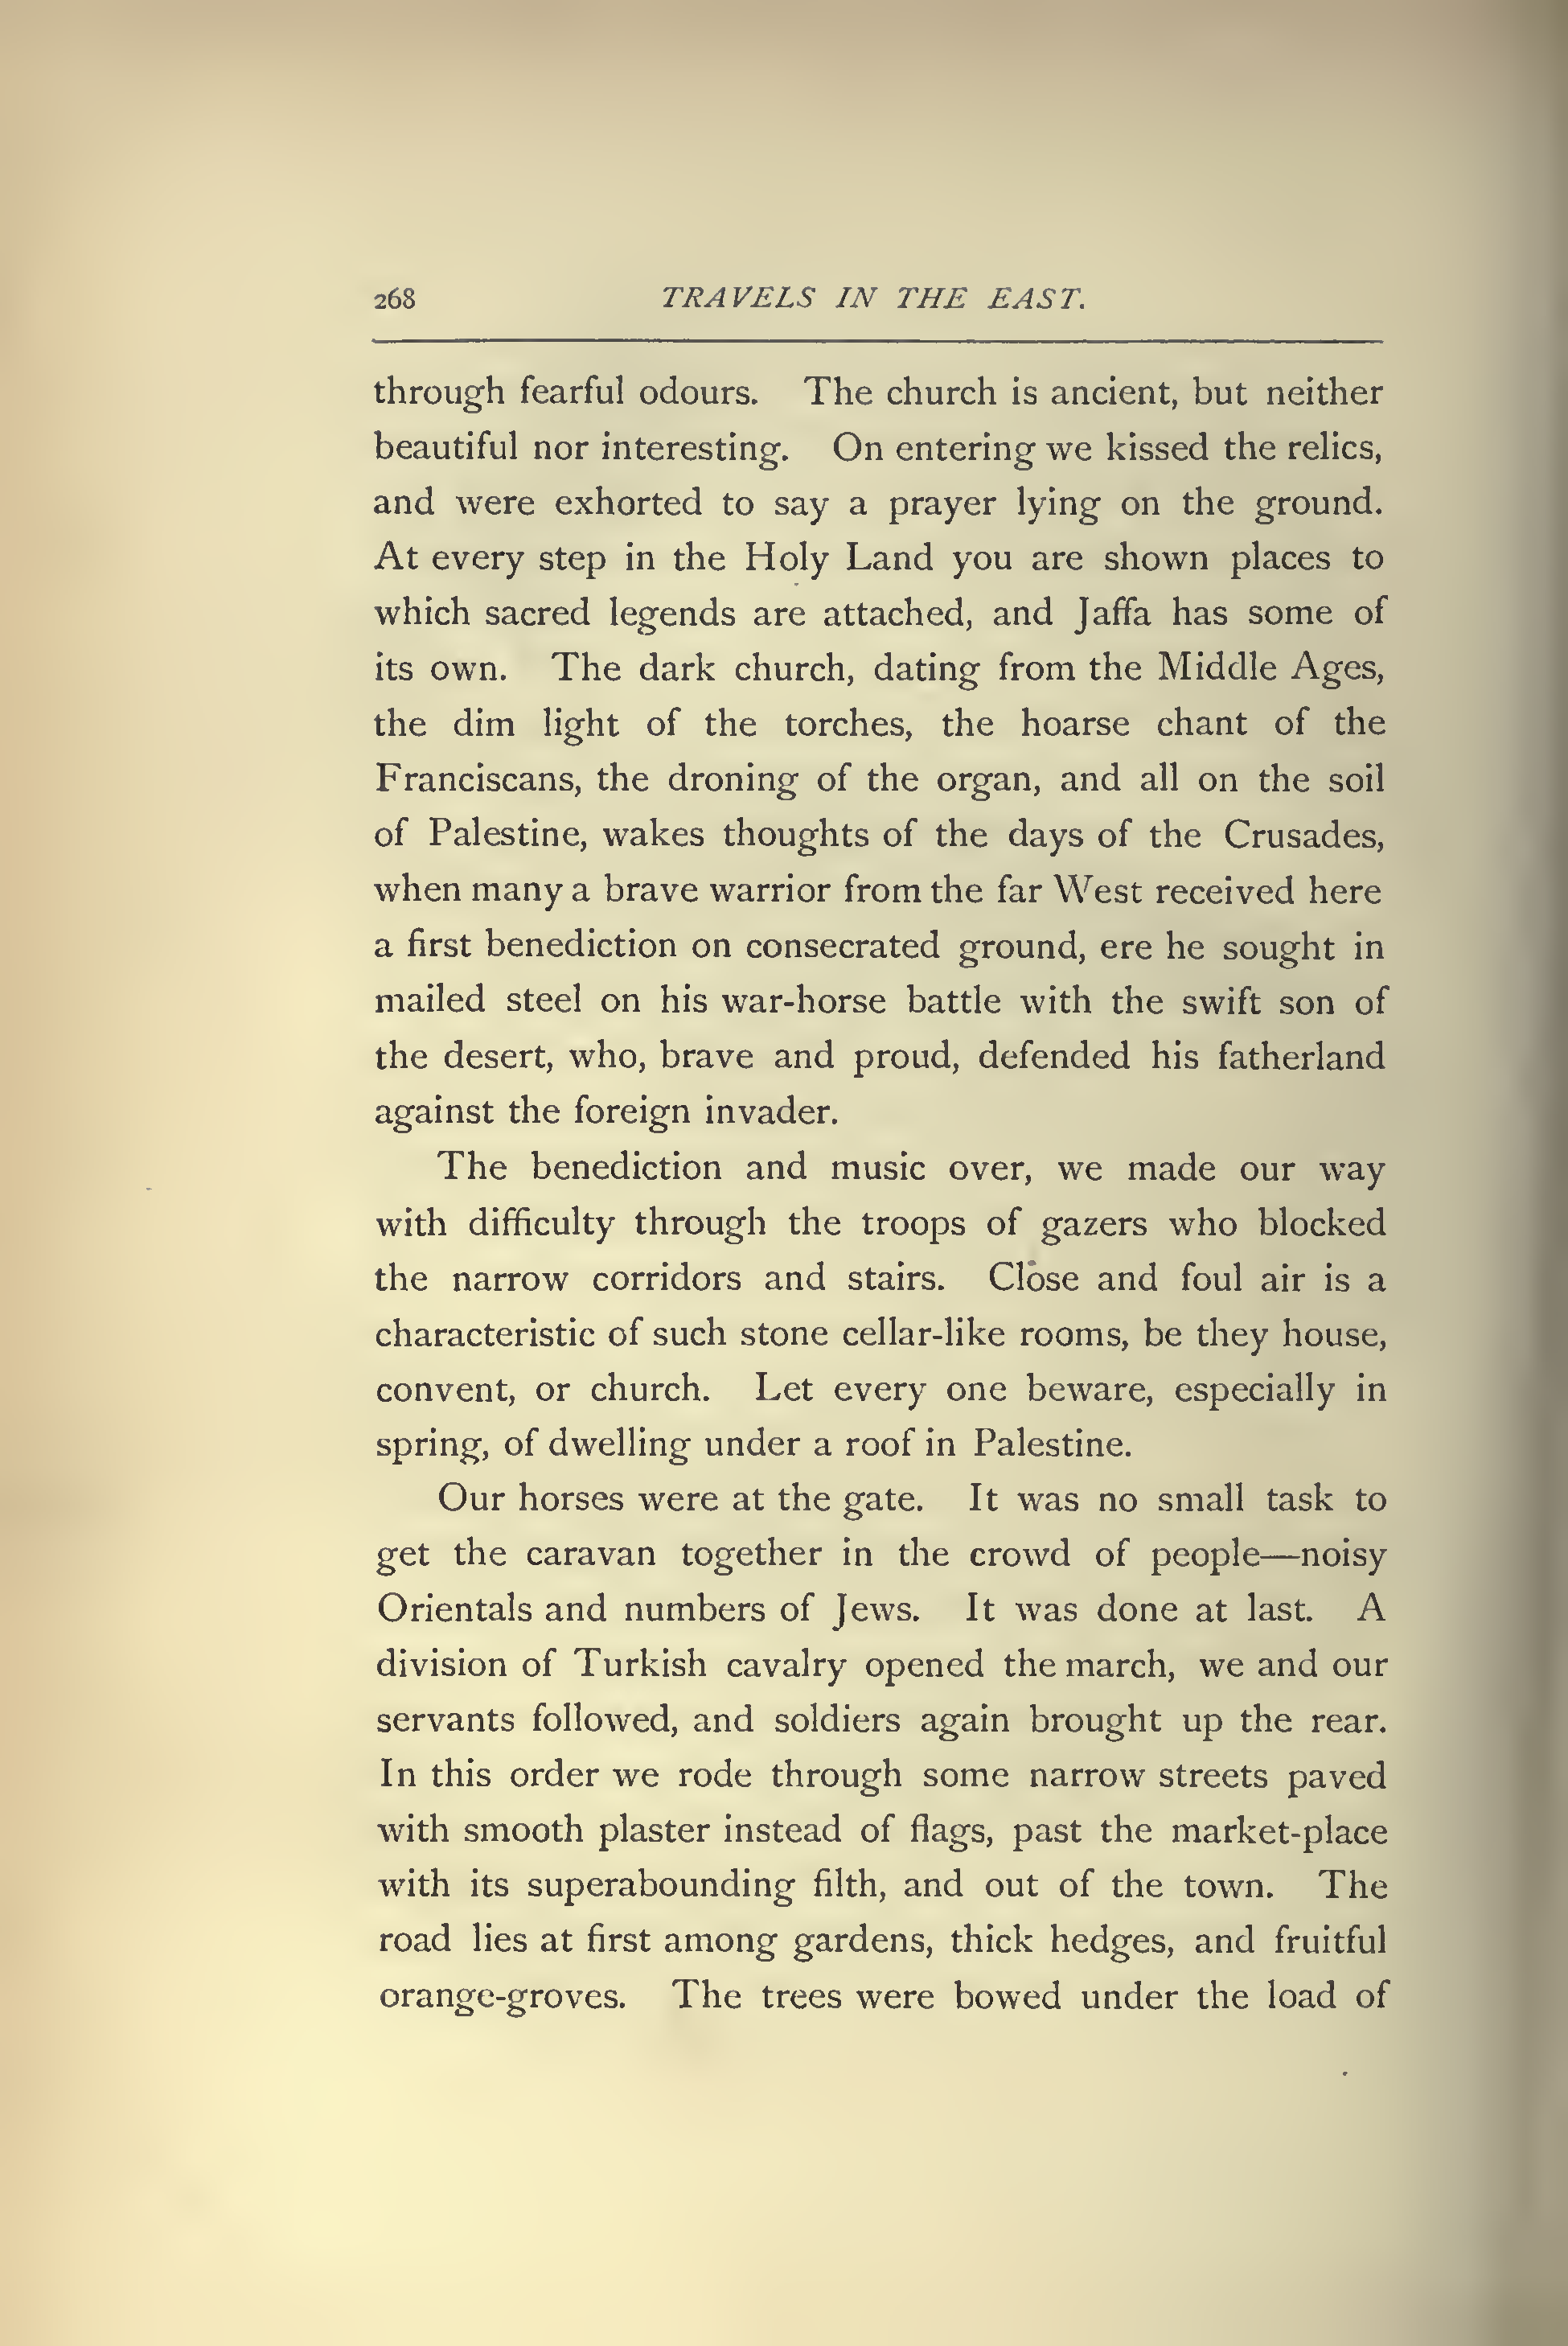 268 TRAVELS IN THE EAST.
through fearful odours. The church is ancient, but neither
beautiful nor interesting. On entering we kissed the relics,
and were exhorted to say a prayer lying on the ground.
At every step in the Holy Land you are shown places to
which sacred legends are attached, and Jaffa has some of
its own. The dark church, dating from the Middle Ages,
the dim light of the torches, the hoarse chant of the
Franciscans, the droning of the organ, and all on the soil
of Palestine, wakes thoughts of the days of the Crusades,
when many a brave warrior from the far West received here
a first benediction on consecrated ground, ere he sought in
mailed steel on his war-horse battle with the swift son of
the desert, who, brave and proud, defended his fatherland
against the foreign invader.
The benediction and music over, we made our way
with difficulty through the troops of gazers who blocked
the narrow corridors and stairs. Close and foul air is a
characteristic of such stone cellar-like rooms, be they house,
convent, or church. Let every one beware, especially in
spring, of dwelling under a roof in Palestine.
Our horses were at the gate. It was no small task to
get the caravan together in the crowd of people—noisy
Orientals and numbers of Jews. It was done at last. A
division of Turkish cavalry opened the march, we and our
servants followed, and soldiers again brought up the rear.
In this order we rode through some narrow streets paved
with smooth plaster instead of flags, past the market-place
with its superabounding filth, and out of the town. The
road lies at first among gardens, thick hedges, and fruitful
orange-groves. The trees were bowed under the load of